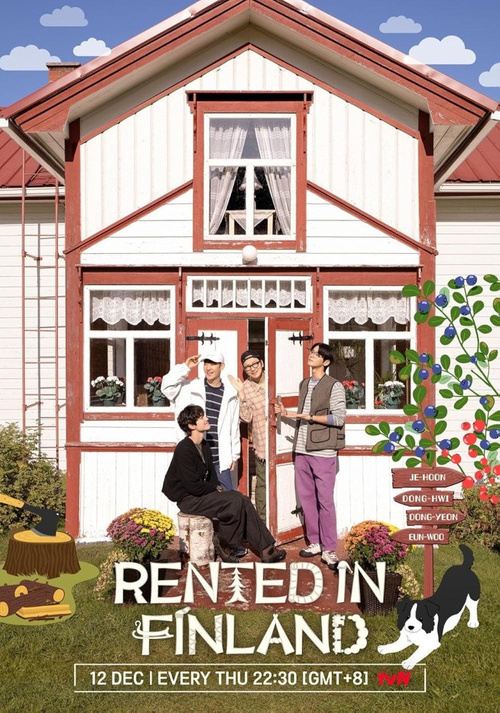 JE-HOON
DONG-HWI
DONG-YEON
EUN-WOO
RENTED IN
FINLAND
12 DEC | EVERY THU 22:30 [GMT+8] tvN